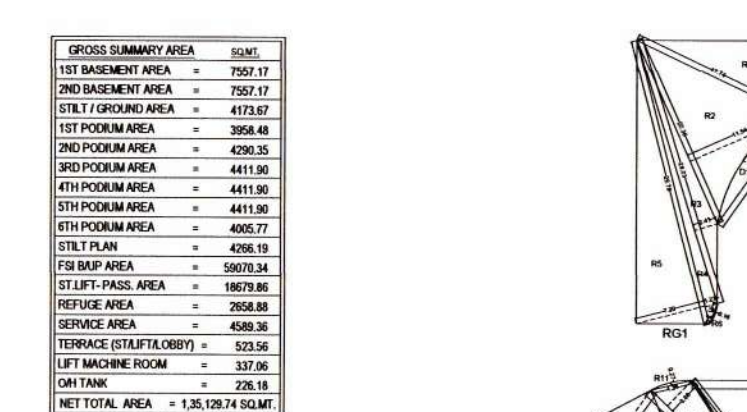 GROSS SUMMARY AREA SQ.MT.
1ST BASEMENT AREA = 7557.17
2ND BASEMENT AREA = 7557.17
STILT / GROUND AREA = 4173.67
1ST PODIUM AREA = 3958.48
2ND PODIUM AREA = 4290.35
3RD PODIUM AREA = 4411.90
4TH PODIUM AREA = 4411.90
5TH PODIUM AREA = 4411.90
6TH PODIUM AREA = 4005.77
STILT PLAN = 4266.19
FSI B/UP AREA = 59070.34
ST.LIFT- PASS. AREA = 18679.86
REFUGE AREA = 2658.88
SERVICE AREA = 4589.36
TERRACE (ST/LIFT/LOBBY) = 523.56
LIFT MACHINE ROOM = 337.06
O/H TANK = 226.18
NET TOTAL AREA = 1,35,129.74 SQ.MT.
R2
R3
R5
R4
RG1
R11